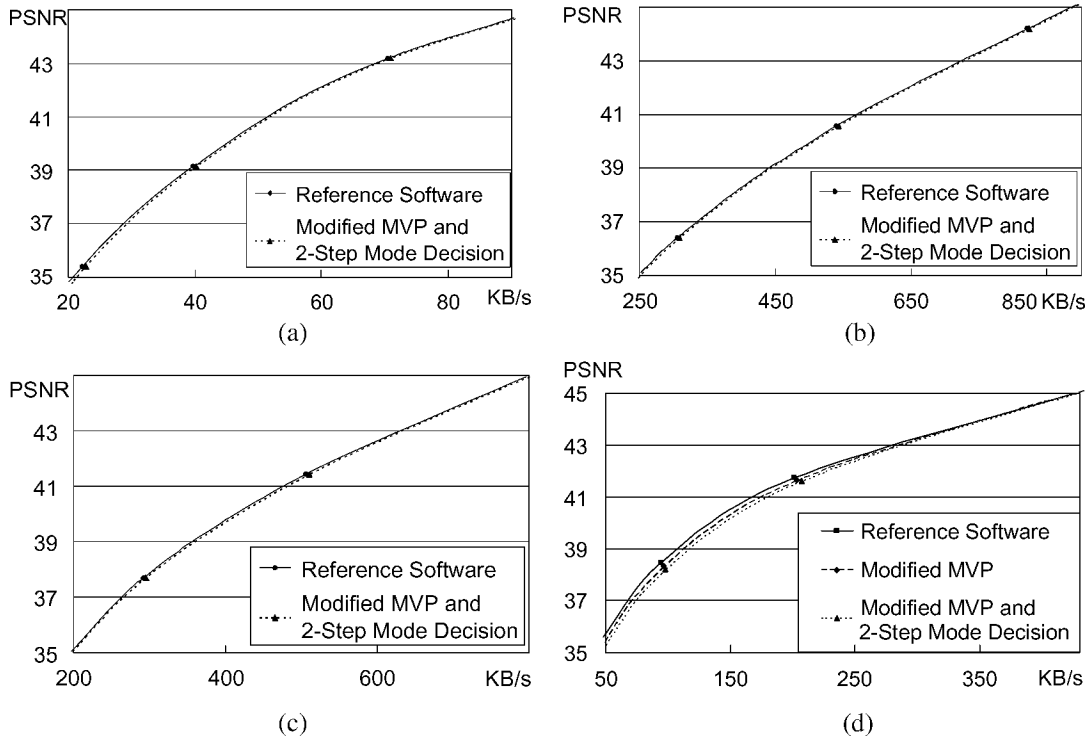 PSNR
43
41
39
37
35
20 40 60 80 KB/s
Reference Software
Modified MVP and
2-Step Mode Decision
(a)
PSNR
45
43
41
39
37
35
250 450 650 850 KB/s
Reference Software
Modified MVP and
2-Step Mode Decision
(b)
PSNR
43
41
39
37
35
200 400 600 KB/s
Reference Software
Modified MVP and
2-Step Mode Decision
(c)
PSNR
45
43
41
39
37
35
50 150 250 350 KB/s
Reference Software
Modified MVP
Modified MVP and
2-Step Mode Decision
(d)